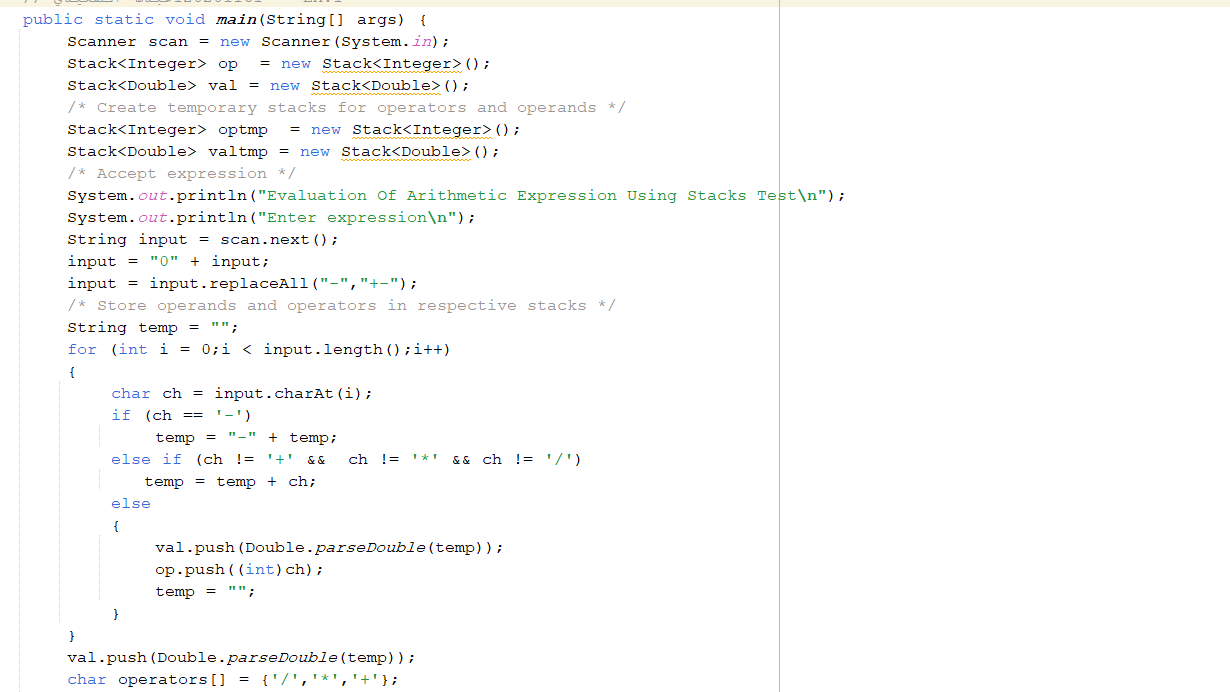 public static void main(String[] args) {
Scanner scan = new Scanner(System.in);
Stack<Integer> op  = new Stack<Integer>();
Stack<Double> val = new Stack<Double>();
/* Create temporary stacks for operators and operands */
Stack<Integer> optmp  = new Stack<Integer>();
Stack<Double> valtmp = new Stack<Double>();
/* Accept expression */
System.out.println("Evaluation Of Arithmetic Expression Using Stacks Test\n");
System.out.println("Enter expression\n");
String input = scan.next();
input = "0" + input;
input = input.replaceAll("-","+-");
/* Store operands and operators in respective stacks */
String temp = "";
for (int i = 0;i < input.length();i++)
{
char ch = input.charAt(i);
if (ch == '-')
temp = "-" + temp;
else if (ch != '+' &&  ch != '*' && ch != '/')
temp = temp + ch;
else
{
val.push(Double.parseDouble(temp));
op.push((int)ch);
temp = "";
}
}
val.push(Double.parseDouble(temp));
char operators[] = {'/','*','+'};